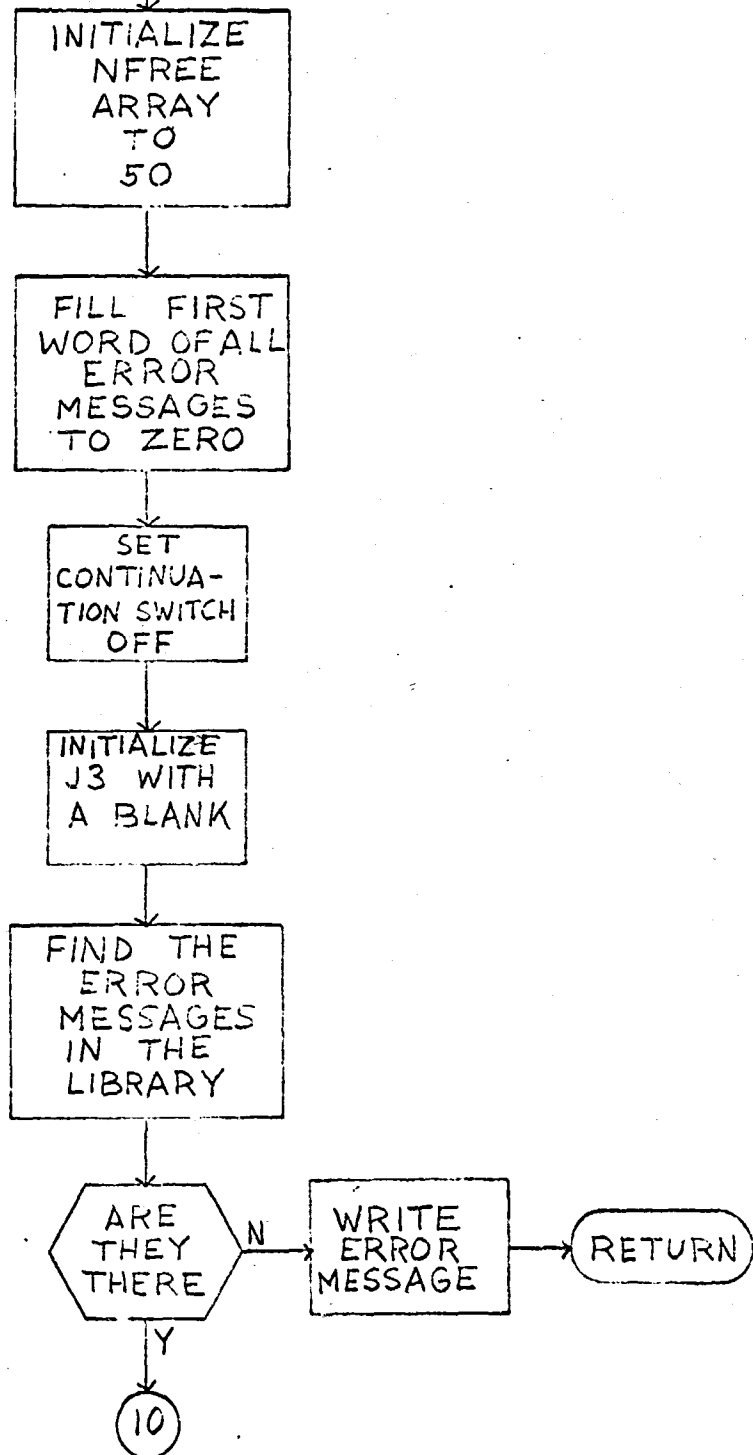 INITIALIZE
NFREE
ARRAY
TO
50
FILL FIRST
WORD OF ALL
ERROR
MESSAGES
TO ZERO
SET
CONTINUA-
TION SWITCH
OFF
INITIALIZE
J3 WITH
A BLANK
FIND THE
ERROR
MESSAGES
IN THE
LIBRARY
ARE
THEY
THERE
N
WRITE
ERROR
MESSAGE
RETURN
Y
10